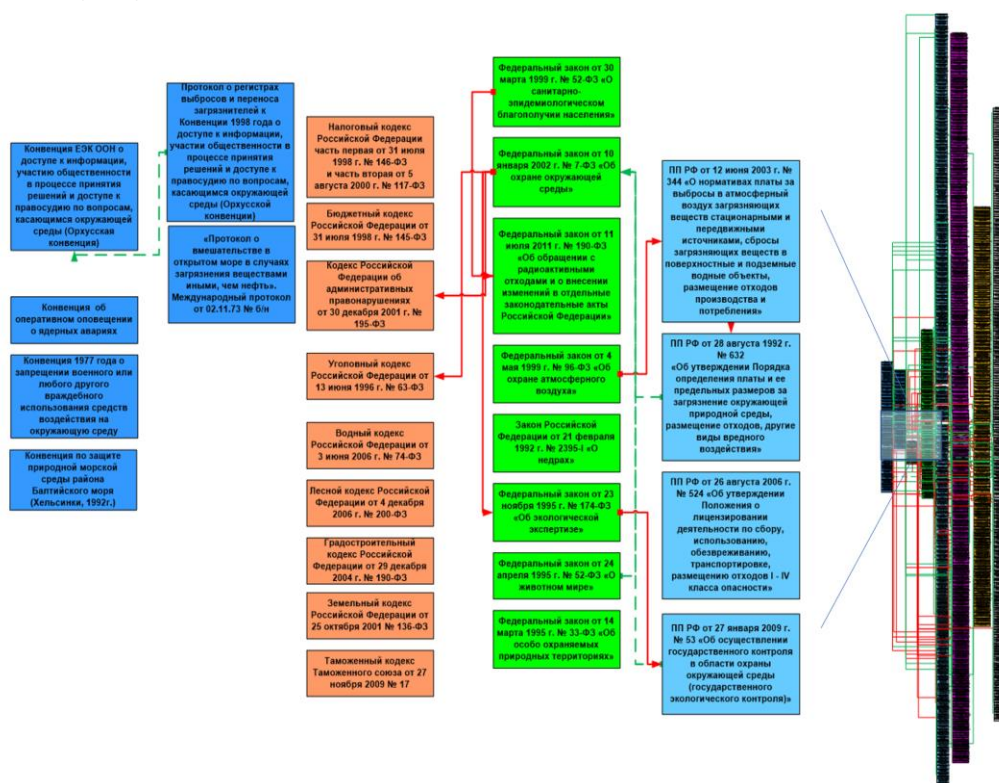 Конвенция ЕЭК ООН о
доступе к информации,
участию общественности
в процессе принятия
решений и доступе к
правосудию по вопросам,
касающимся окружающей
среды (Орхусская
конвенция)
Конвенция об
оперативном оповещении
о ядерных авариях
Конвенция 1977 года о
запрещении военного или
любого другого
враждебного
использования средств
воздействия на
окружающую среду
Конвенция по защите
природной морской
среды района
Балтийского моря
(Хельсинки, 1992г.)
Протокол о регистрах
выбросов и переноса
загрязнителей к
Конвенции 1998 года о
доступе к информации,
участии общественности в
процессе принятия
решений и доступе к
правосудию по вопросам,
касающимся окружающей
среды (Орхусской
конвенции)
«Протокол о
вмешательстве в
открытом море в случаях
загрязнения веществами
иными, чем нефть».
Международный протокол
от 02.11.73 № б/н
Налоговый кодекс
Российской Федерации
часть первая от 31 июля
1998 г. № 146-ФЗ
и часть вторая от 5
августа 2000 г. № 117-ФЗ
Бюджетный кодекс
Российской Федерации от
31 июля 1998 г. № 145-ФЗ
Кодекс Российской
Федерации об
административных
правонарушениях
от 30 декабря 2001 г. №
195-ФЗ
Уголовный кодекс
Российской Федерации от
13 июня 1996 г. № 63-ФЗ
Водный кодекс
Российской Федерации от
3 июня 2006 г. № 74-ФЗ
Лесной кодекс Российской
Федерации от 4 декабря
2006 г. № 200-ФЗ
Градостроительный
кодекс Российской
Федерации от 29 декабря
2004 г. № 190-ФЗ
Земельный кодекс
Российской Федерации от
25 октября 2001 № 136-ФЗ
Таможенный кодекс
Таможенного союза от 27
ноября 2009 № 17
Федеральный закон от 30
марта 1999 г. № 52-ФЗ «О
санитарно-
эпидемиологическом
благополучии населения»
Федеральный закон от 10
января 2002 г. № 7-ФЗ «Об
охране окружающей
среды»
Федеральный закон от 11
июля 2011 г. № 190-ФЗ
«Об обращении с
радиоактивными
отходами и о внесении
изменений в отдельные
законодательные акты
Российской Федерации»
Федеральный закон от 4
мая 1999 г. № 96-ФЗ «Об
охране атмосферного
воздуха»
Закон Российской
Федерации от 21 февраля
1992 г. № 2395-I «О
недрах»
Федеральный закон от 23
ноября 1995 г. № 174-ФЗ
«Об экологической
экспертизе»
Федеральный закон от 24
апреля 1995 г. № 52-ФЗ «О
животном мире»
Федеральный закон от 14
марта 1995 г. № 33-ФЗ «Об
особо охраняемых
природных территориях»
ПП РФ от 12 июня 2003 г. №
344 «О нормативах платы за
выбросы в атмосферный
воздух загрязняющих
веществ стационарными и
передвижными
источниками, сбросы
загрязняющих веществ в
поверхностные и подземные
водные объекты,
размещение отходов
производства и
потребления»
ПП РФ от 28 августа 1992 г.
№ 632
«Об утверждении Порядка
определения платы и ее
предельных размеров за
загрязнение окружающей
природной среды,
размещение отходов, другие
виды вредного
воздействия»
ПП РФ от 26 августа 2006 г.
№ 524 «Об утверждении
Положения о
лицензировании
деятельности по сбору,
использованию,
обезвреживанию,
транспортировке,
размещению отходов I - IV
класса опасности»
ПП РФ от 27 января 2009 г.
№ 53 «Об осуществлении
государственного контроля
в области охраны
окружающей среды
(государственного
экологического контроля)»